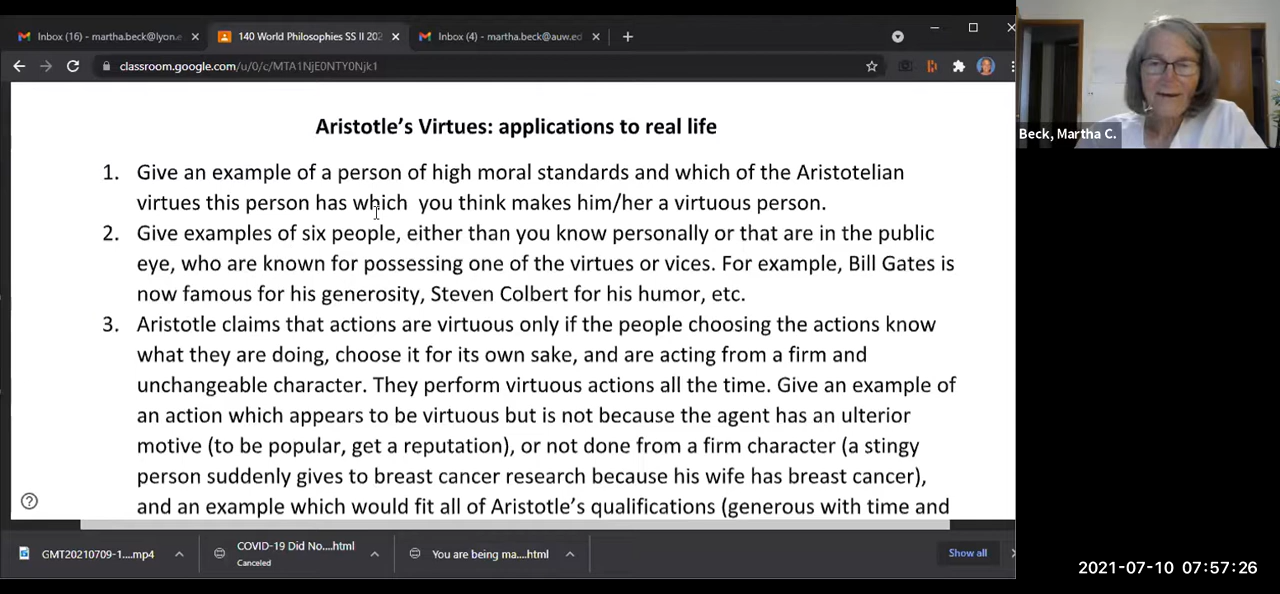 Inbox (16) - martha.beck@lyon.e
140 World Philosophies SS II 202
Inbox (4) - martha.beck@auw.ed
classroom.google.com/u/0/c/MTA1NjE0NTY0Njk1
Beck, Martha C.
Aristotle's Virtues: applications to real life
1. Give an example of a person of high moral standards and which of the Aristotelian
virtues this person has which you think makes him/her a virtuous person.
2. Give examples of six people, either than you know personally or that are in the public
eye, who are known for possessing one of the virtues or vices. For example, Bill Gates is
now famous for his generosity, Steven Colbert for his humor, etc.
3. Aristotle claims that actions are virtuous only if the people choosing the actions know
what they are doing, choose it for its own sake, and are acting from a firm and
unchangeable character. They perform virtuous actions all the time. Give an example of
an action which appears to be virtuous but is not because the agent has an ulterior
motive (to be popular, get a reputation), or not done from a firm character (a stingy
person suddenly gives to breast cancer research because his wife has breast cancer),
and an example which would fit all of Aristotle's qualifications (generous with time and
GMT20210709-1....mp4
COVID-19 Did No....html
Canceled
You are being ma....html
Show all
2021-07-10 07:57:26